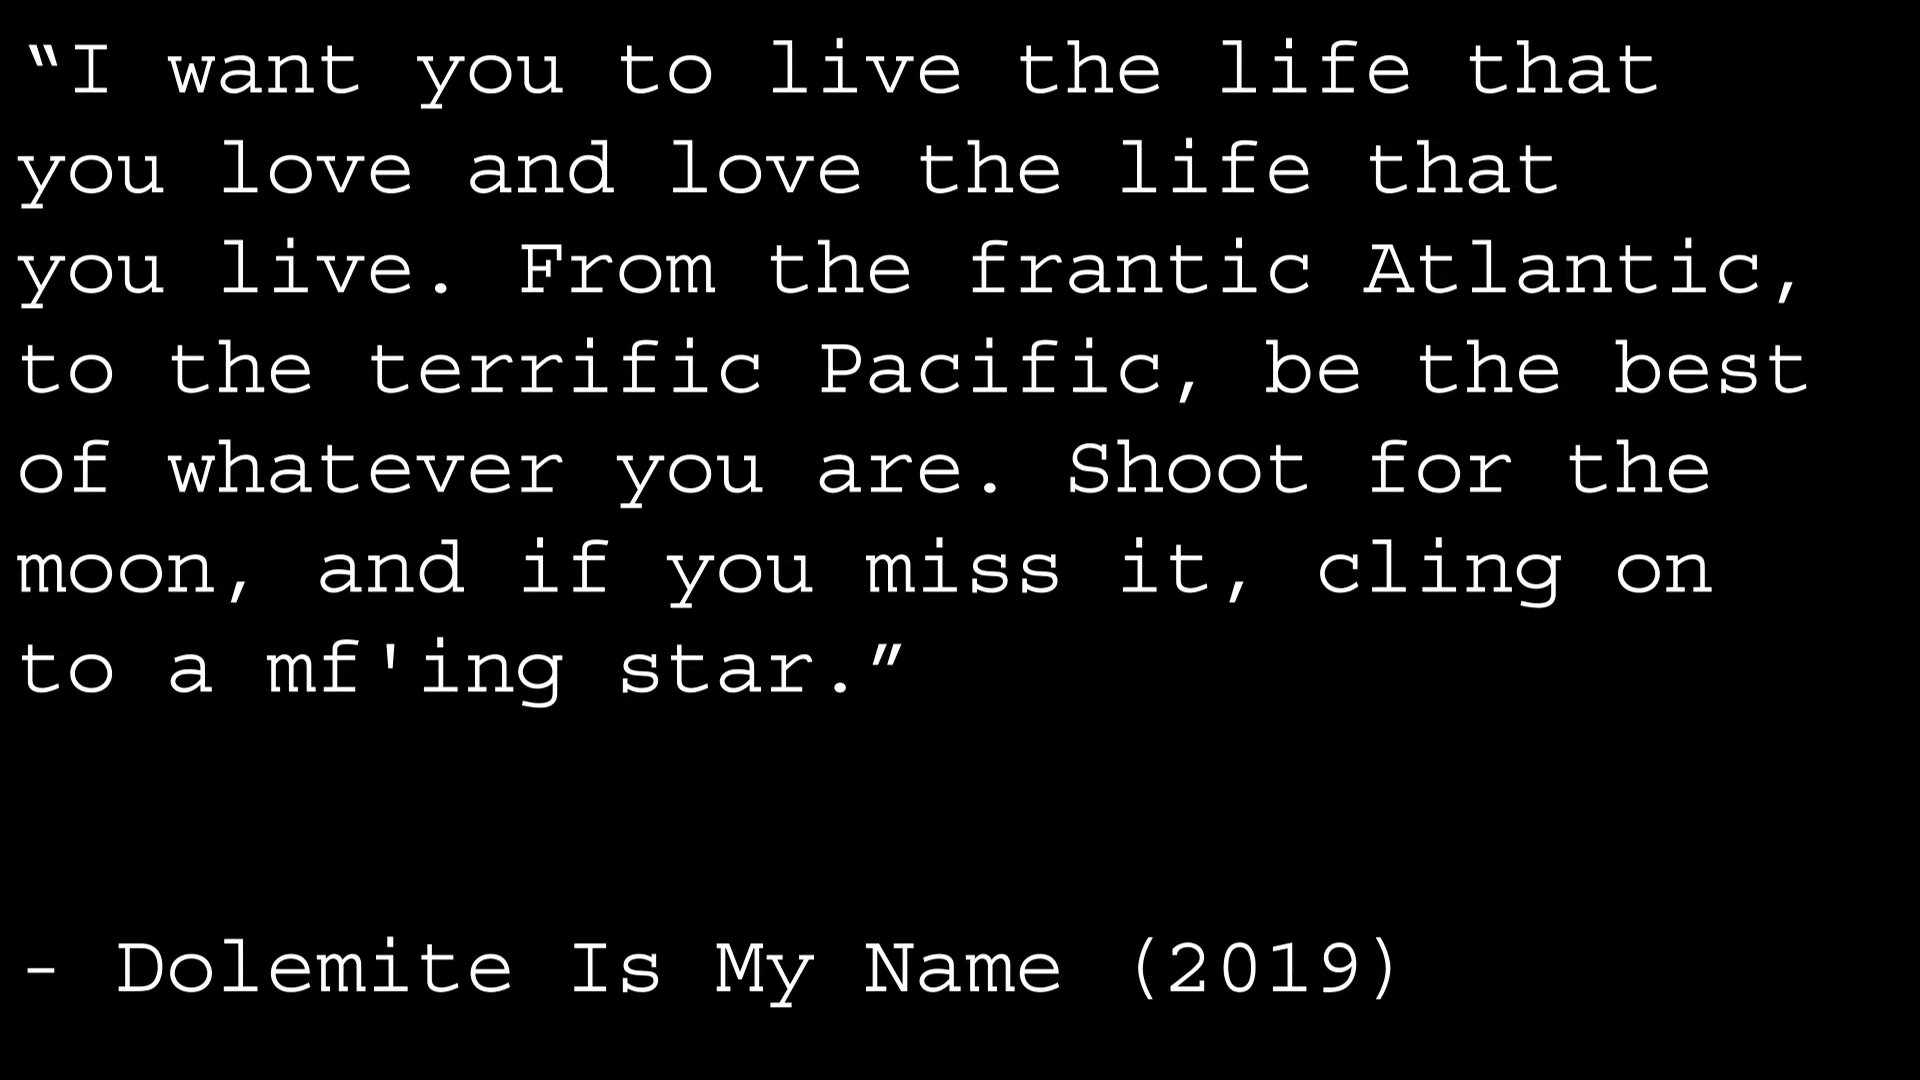 “I want you to live the life that
you love and love the life that
you live. From the frantic Atlantic,
to the terrific Pacific, be the best
of whatever you are. Shoot for the
moon, and if you miss it, cling on
to a mf'ing star.”
- Dolemite Is My Name (2019)